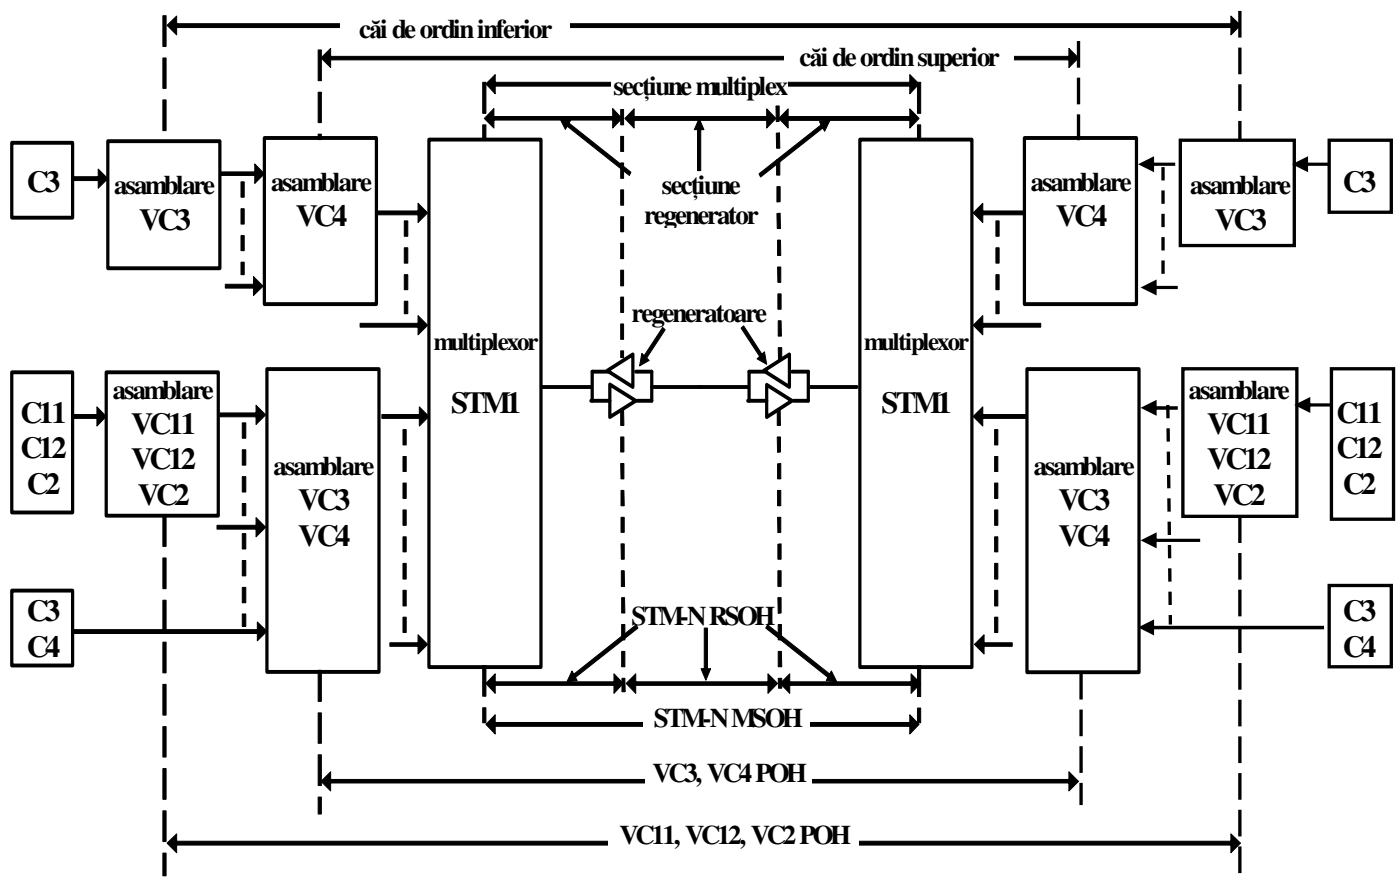 căi de ordin inferior
căi de ordin superior
secțiune multiplex
C3
asamblare
VC3
asamblare
VC4
secțiune
regenerator
asamblare
VC4
asamblare
VC3
C3
regeneratoare
multiplexor
STM1
multiplexor
STM1
C11
C12
C2
asamblare
VC11
VC12
VC2
asamblare
VC3
VC4
asamblare
VC3
VC4
asamblare
VC11
VC12
VC2
C11
C12
C2
C3
C4
C3
C4
STM-N RSOH
STM-N MSOH
VC3, VC4 POH
VC11, VC12, VC2 POH